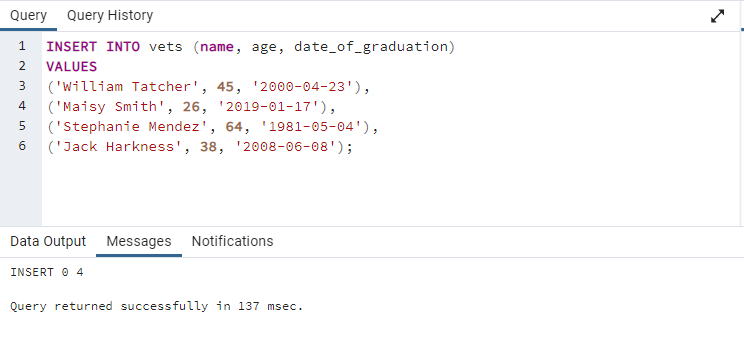 Query Query History
1 INSERT INTO vets (name, age, date_of_graduation)
2 VALUES
3 ('William Tatcher', 45, '2000-04-23'),
4 ('Maisy Smith', 26, '2019-01-17'),
5 ('Stephanie Mendez', 64, '1981-05-04'),
6 ('Jack Harkness', 38, '2008-06-08');
Data Output Messages Notifications
INSERT 0 4
Query returned successfully in 137 msec.